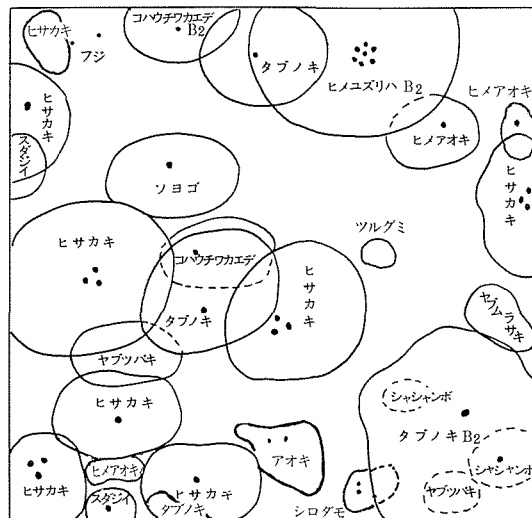 コハウチワカエデ
B2
ヒサカキ
フジ
タブノキ
ヒメユズリハ B2
ヒメアオキ
ヒメアオキ
ヒサカキ
スダジイ
ヒサカキ
ソヨゴ
ツルグミ
ヒサカキ
コハウチワカエデ
ヒサカキ
タブノキ
ヤブムラサキ
ヤブツバキ
ヒサカキ
シャシャンボ
タブノキB2
アオキ
シャシャンボ
ヒメアオキ
ヒサカキ
ヒサカキ
ヤブツバキ
スダジイ
タブノキ
シロダモ